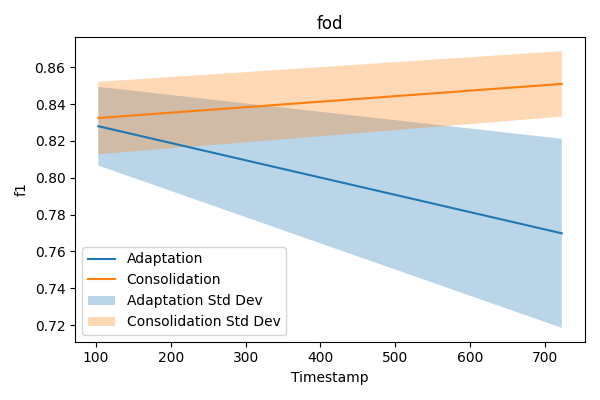 fod
f1
0.86
0.84
0.82
0.80
0.78
0.76
0.74
0.72
Adaptation
Consolidation
Adaptation Std Dev
Consolidation Std Dev
100 200 300 400 500 600 700
Timestamp